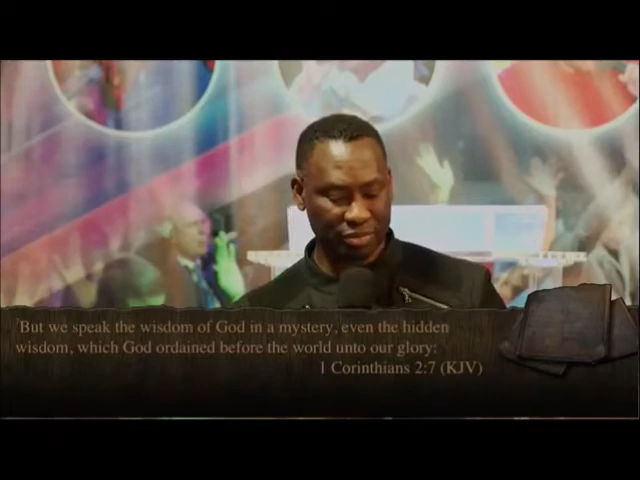 "But we speak the wisdom of God in a mystery, even the hidden
wisdom, which God ordained before the world unto our glory:
1 Corinthians 2:7 (KJV)